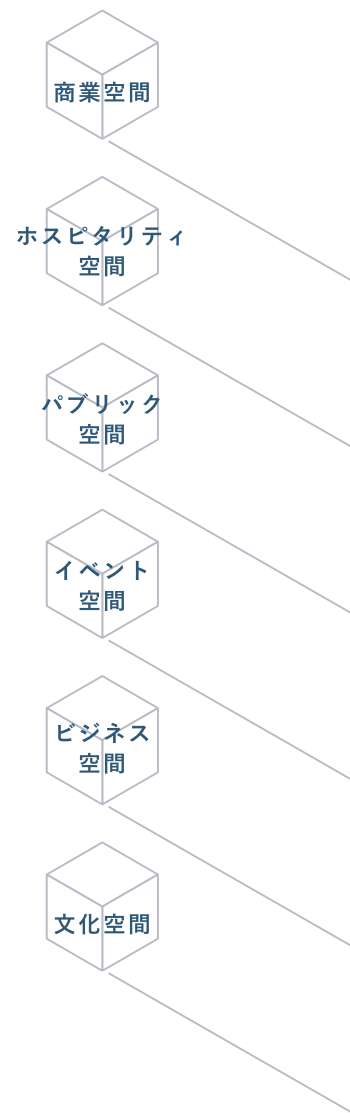 商業空間
ホスピタリティ
空間
パブリック
空間
イベント
空間
ビジネス
空間
文化空間